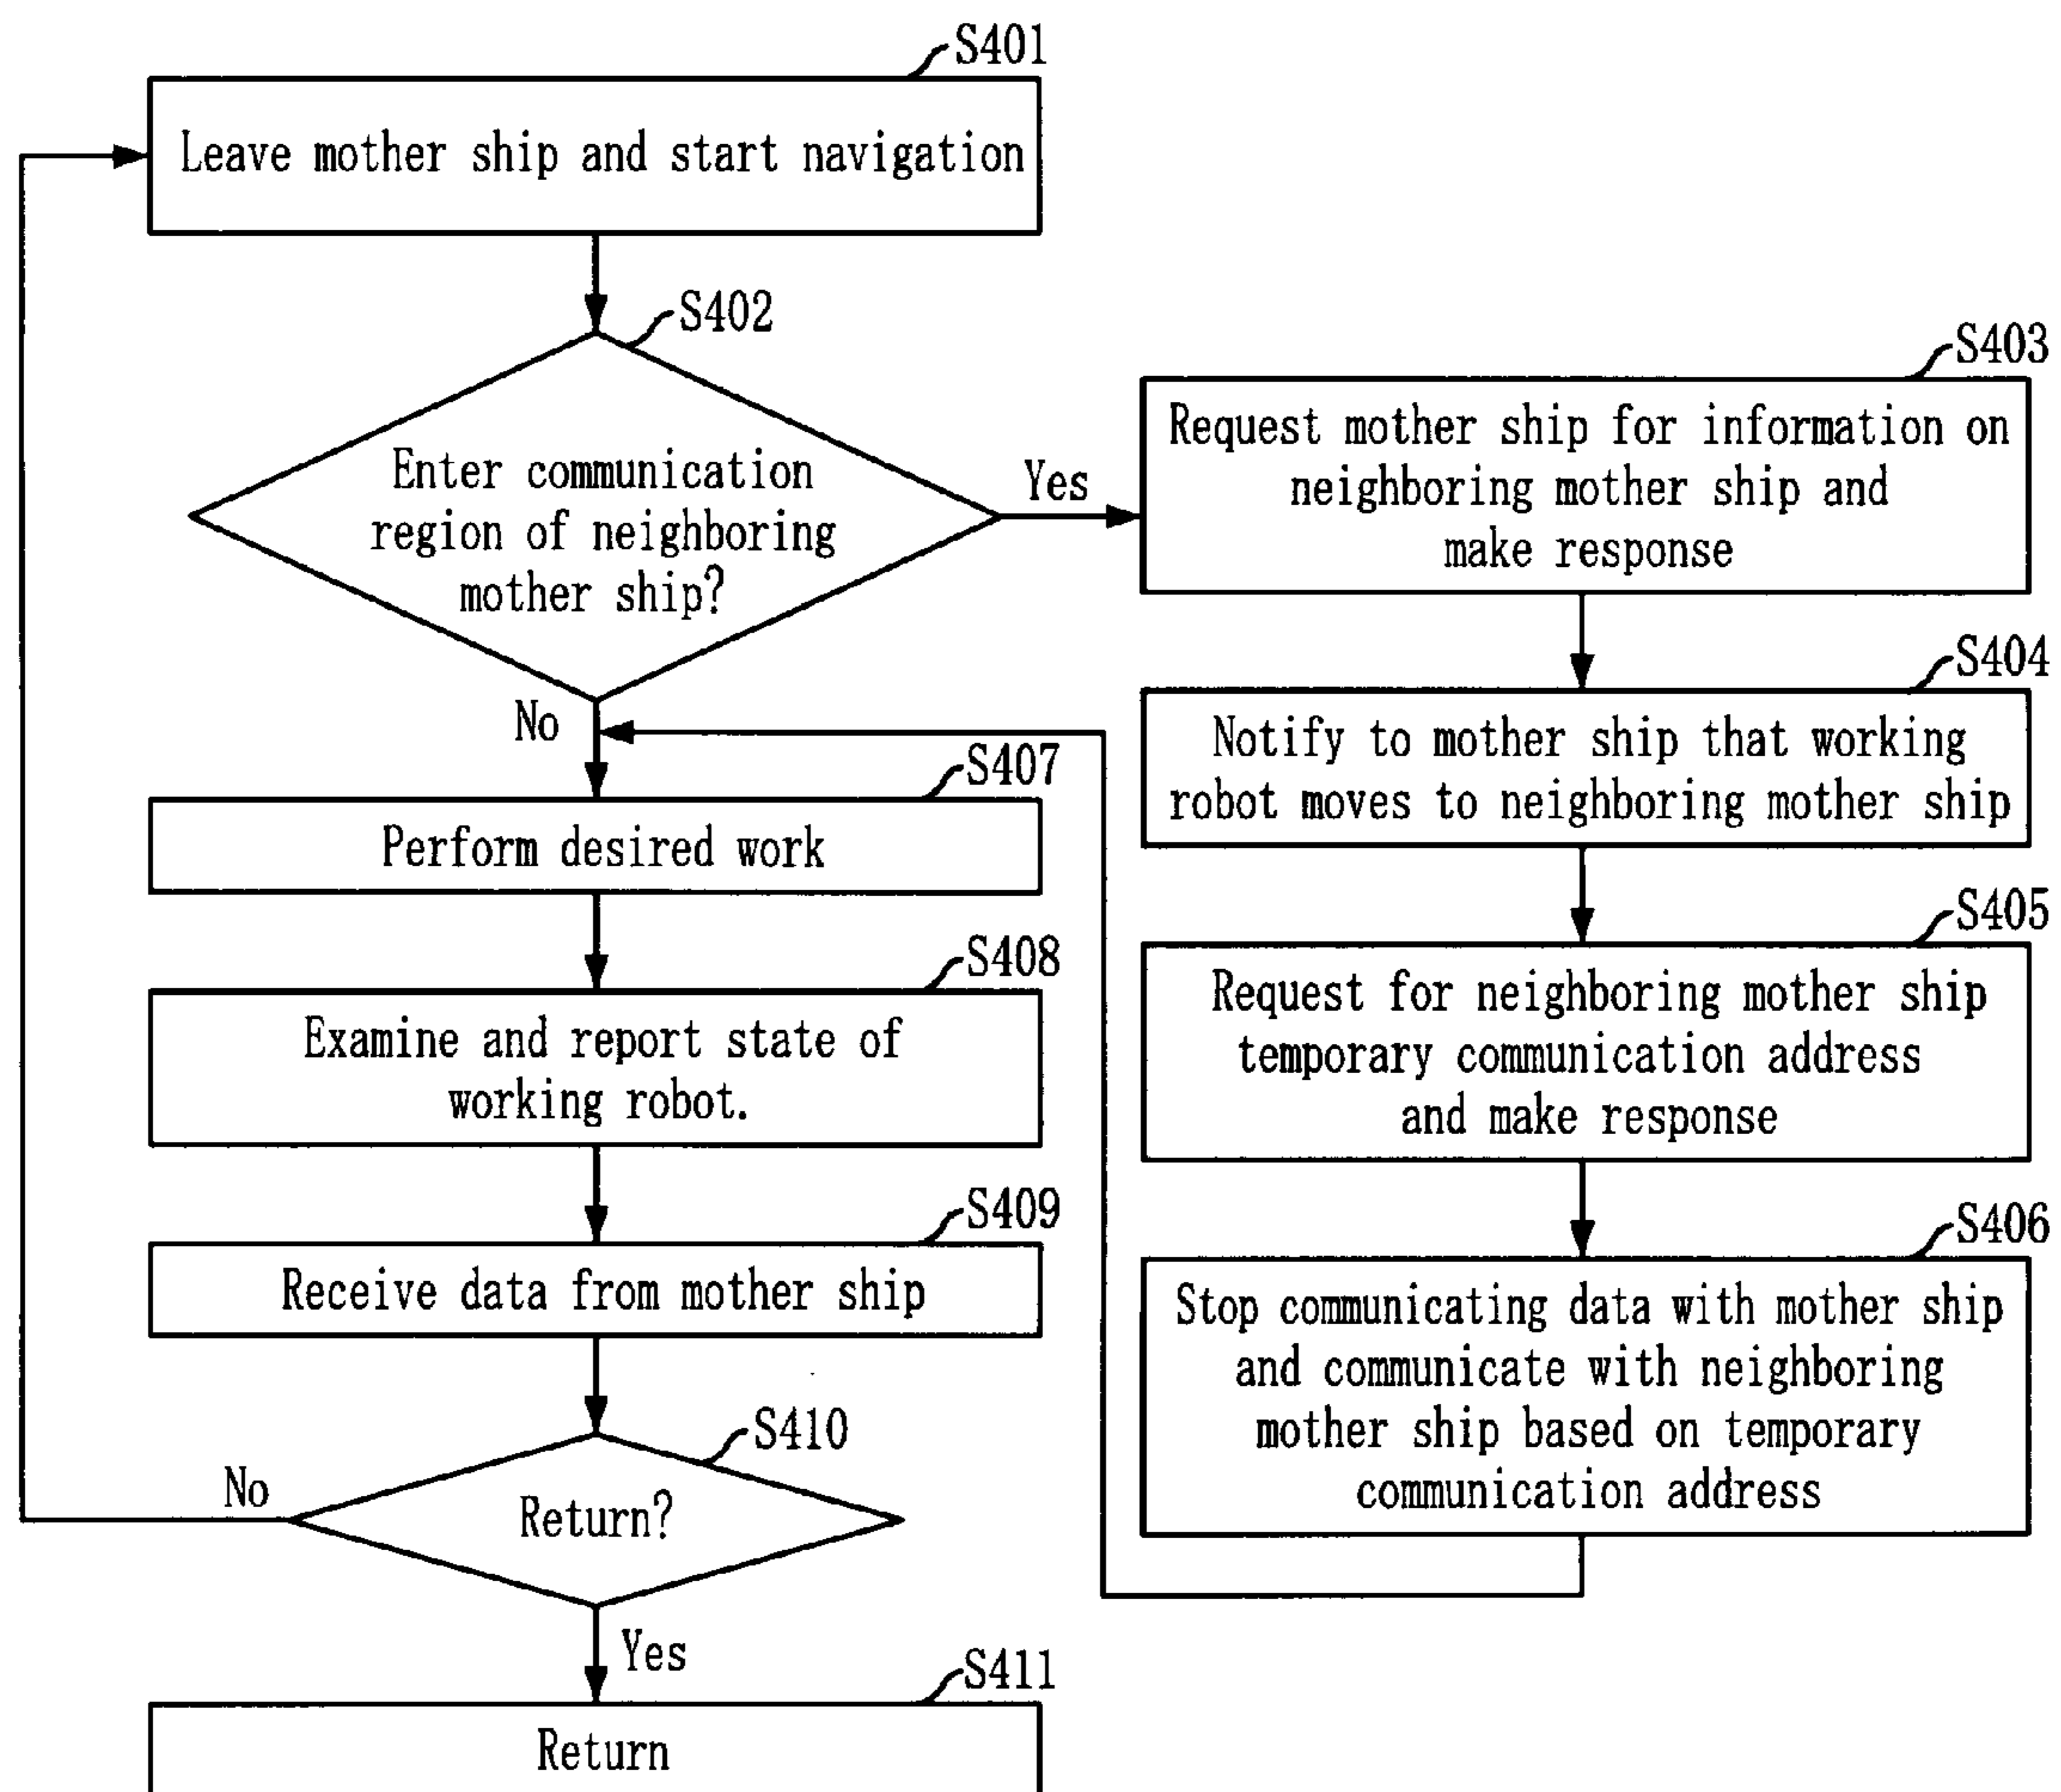 S401
Leave mother ship and start navigation
S402
Enter communication
region of neighboring
mother ship?
Yes
No
S403
Request mother ship for information on
neighboring mother ship and
make response
S404
Notify to mother ship that working
robot moves to neighboring mother ship
S405
Request for neighboring mother ship
temporary communication address
and make response
S406
Stop communicating data with mother ship
and communicate with neighboring
mother ship based on temporary
communication address
S407
Perform desired work
S408
Examine and report state of
working robot.
S409
Receive data from mother ship
S410
Return?
No
Yes
S411
Return